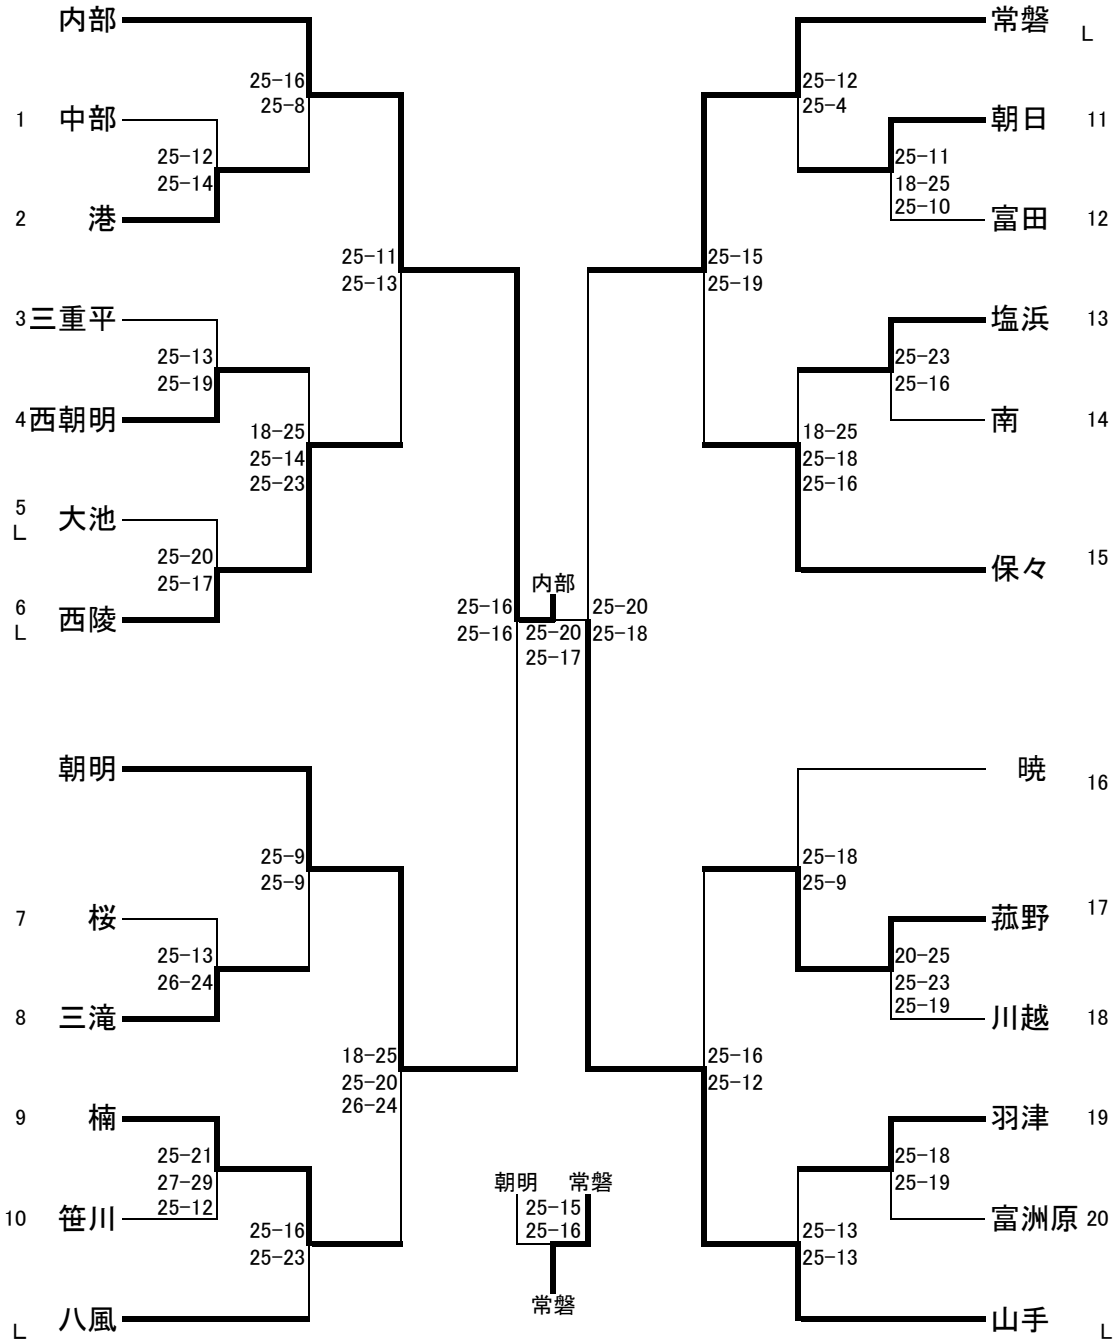 内部
25-16
25-8
1 中部
25-12
25-14
2 港
25-11
25-13
3 三重平
25-13
25-19
4 西朝明
18-25
25-14
25-23
5 L 大池
25-20
25-17
6 L 西陵
25-16
25-16
朝明
25-9
25-9
7 桜
25-13
26-24
8 三滝
18-25
25-20
26-24
9 楠
25-21
27-29
25-12
10 笹川
25-16
25-23
L 八風
内部
25-20
25-17
朝明 常磐
25-15
25-16
常磐
常磐 L
25-12
25-4
朝日 11
25-11
18-25
25-10
富田 12
25-15
25-19
塩浜 13
25-23
25-16
南 14
18-25
25-18
25-16
保々 15
25-20
25-18
暁 16
25-18
25-9
菰野 17
20-25
25-23
25-19
川越 18
25-16
25-12
羽津 19
25-18
25-19
富洲原 20
25-13
25-13
山手 L